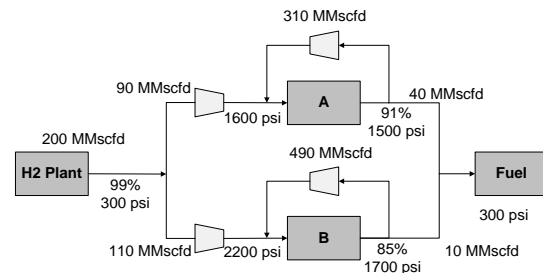 310 MMscfd
90 MMscfd
A
40 MMscfd
1600 psi
91%
1500 psi
200 MMscfd
H2 Plant
99%
300 psi
490 MMscfd
Fuel
300 psi
110 MMscfd
2200 psi
B
85%
1700 psi
10 MMscfd